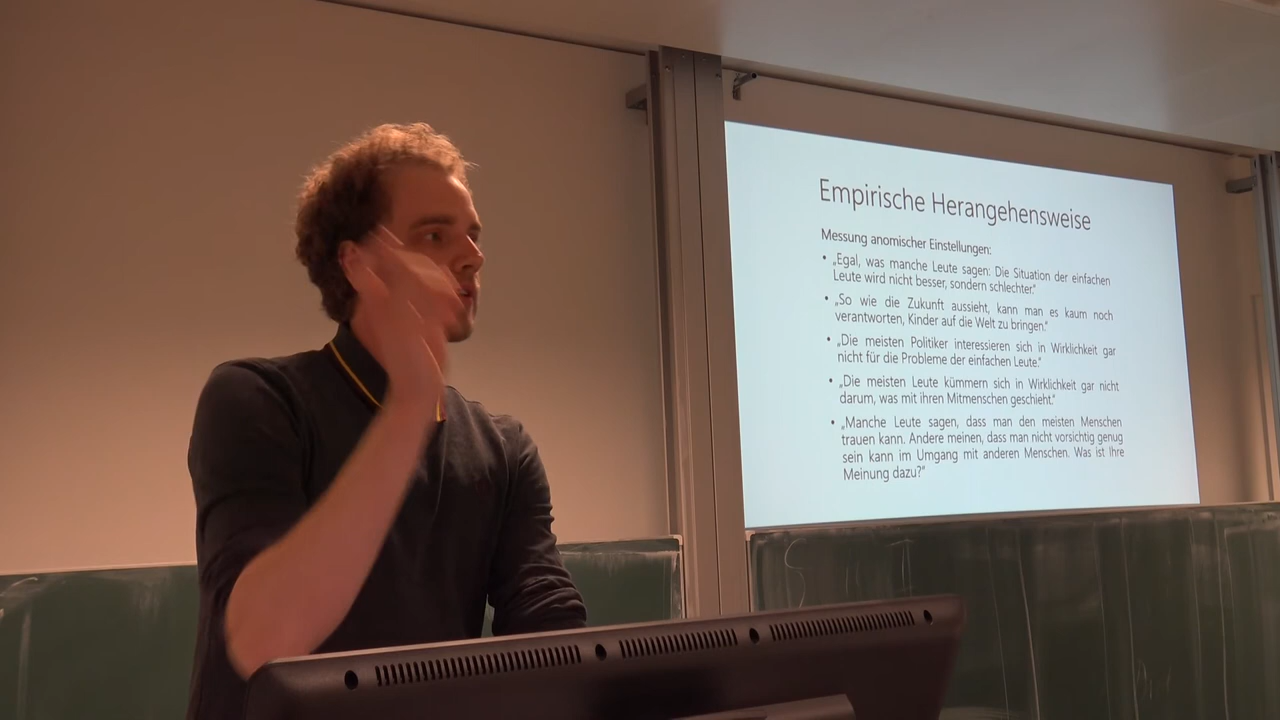 Empirische Herangehensweise
Messung anomischer Einstellungen:
• „Egal, was manche Leute sagen: Die Situation der einfachen
Leute wird nicht besser, sondern schlechter.“
• „So wie die Zukunft aussieht, kann man es kaum noch
verantworten, Kinder auf die Welt zu bringen.“
• „Die meisten Politiker interessieren sich in Wirklichkeit gar
nicht für die Probleme der einfachen Leute.“
• „Die meisten Leute kümmern sich in Wirklichkeit gar nicht
darum, was mit ihren Mitmenschen geschieht.“
• „Manche Leute sagen, dass man den meisten Menschen
trauen kann. Andere meinen, dass man nicht vorsichtig genug
sein kann im Umgang mit anderen Menschen. Was ist Ihre
Meinung dazu?“